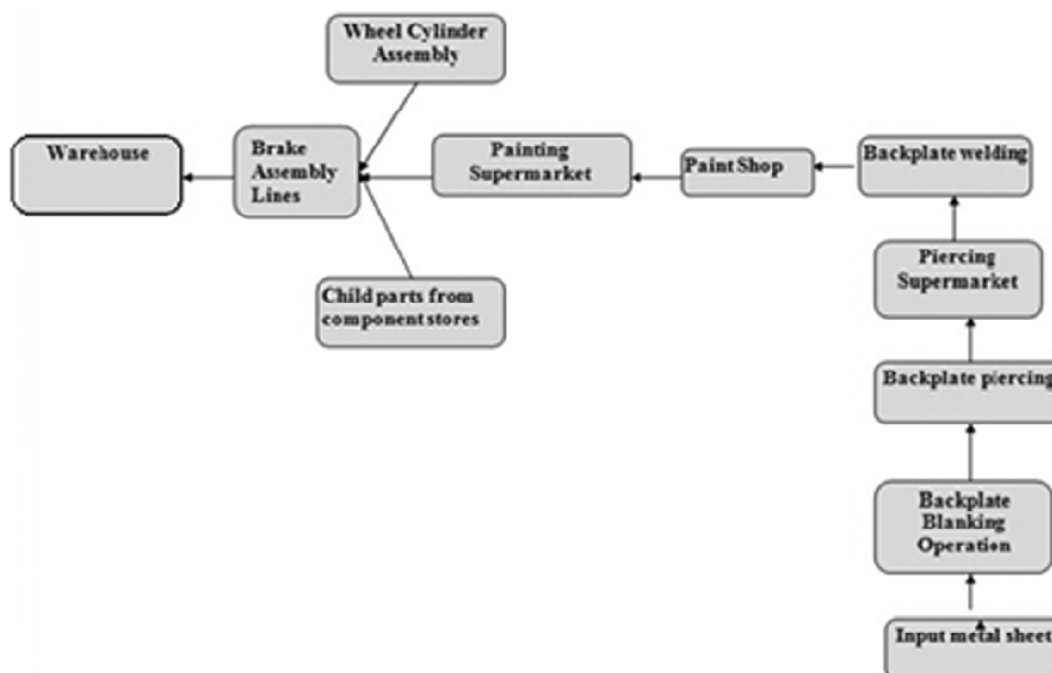 Wheel Cylinder
Assembly
Warehouse
Brake
Assembly
Lines
Painting
Supermarket
Paint Shop
Backplate welding
Piercing
Supermarket
Child parts from
component stores
Backplate piercing
Backplate
Blanking
Operation
Input metal sheet